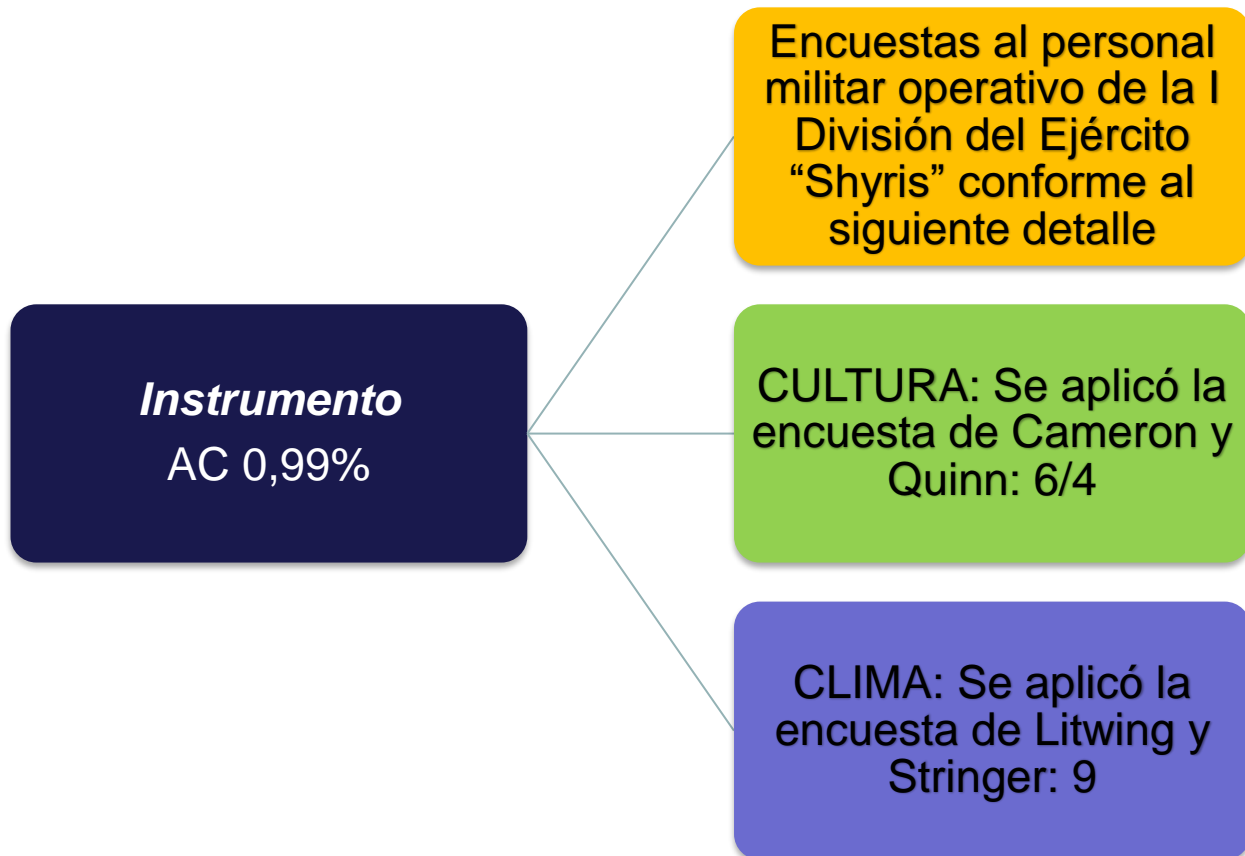 Instrumento
AC 0,99%
Encuestas al personal
militar operativo de la I
División del Ejército
“Shyris” conforme al
siguiente detalle
CULTURA: Se aplicó la
encuesta de Cameron y
Quinn: 6/4
CLIMA: Se aplicó la
encuesta de Litwing y
Stringer: 9